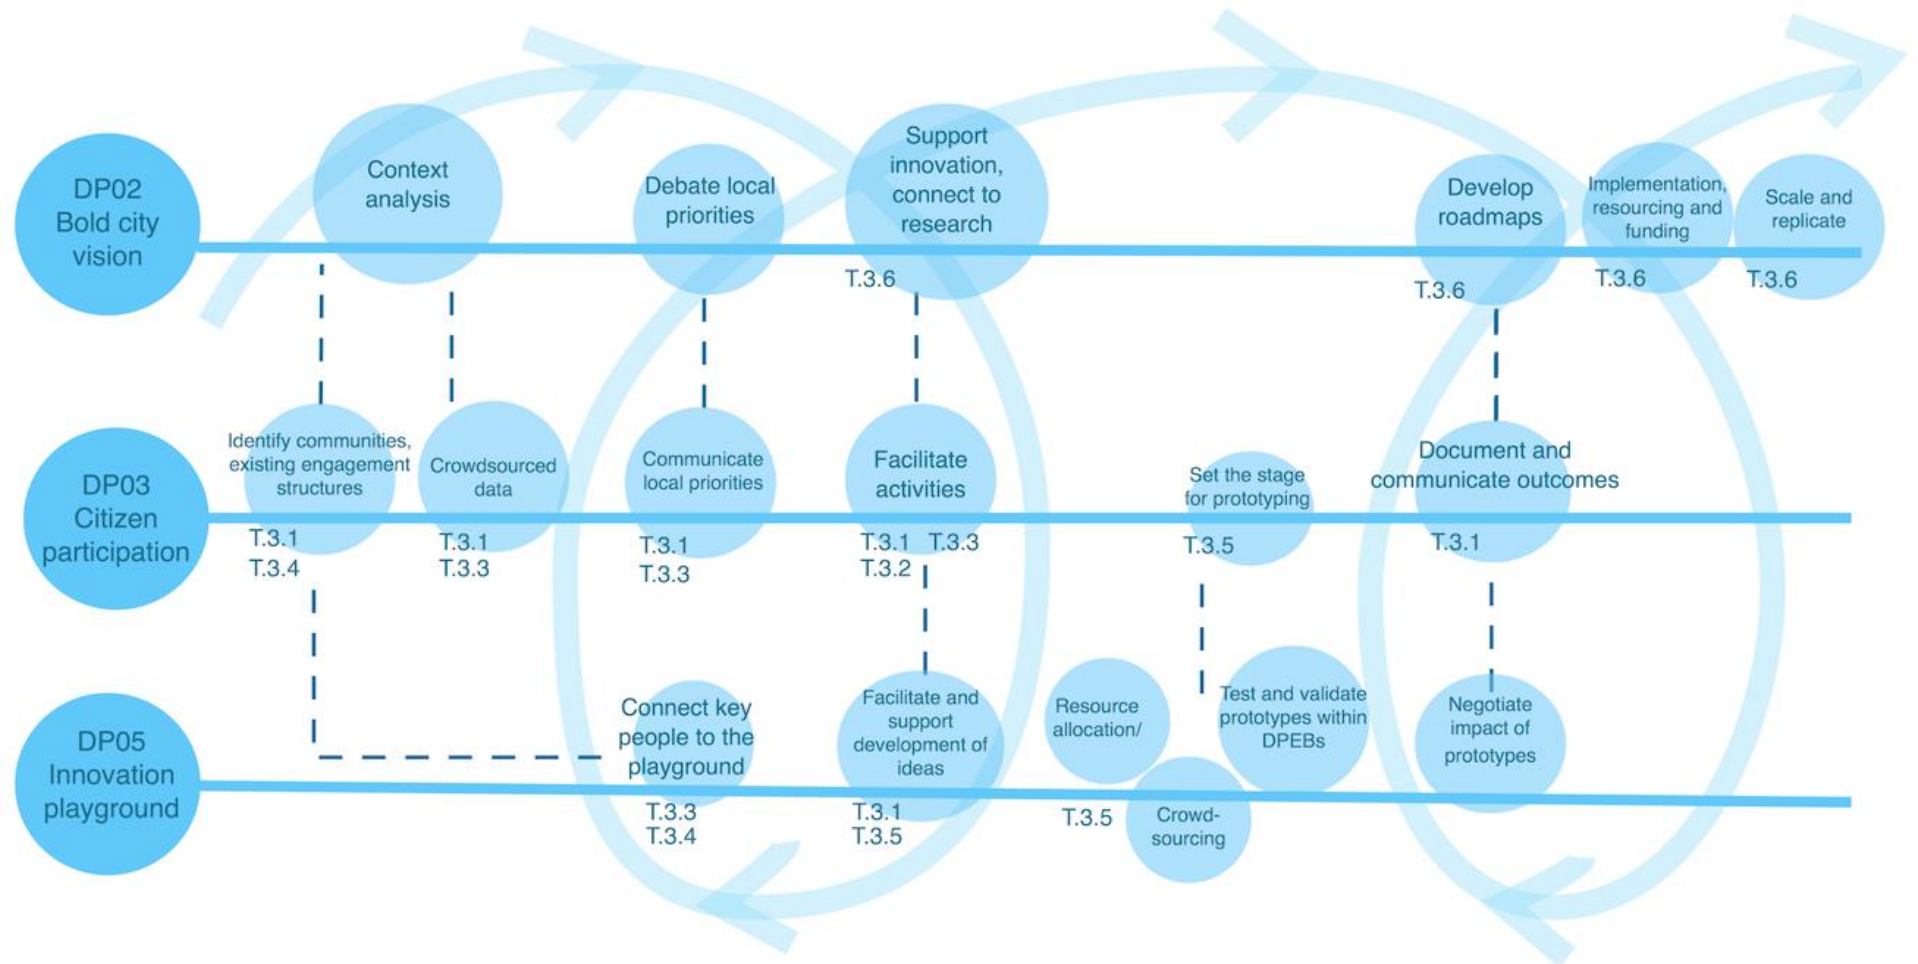 DP02
Bold city
vision
Context
analysis
Debate local
priorities
Support
innovation,
connect to
research
T.3.6
Develop
roadmaps
T.3.6
Implementation,
resourcing and
funding
T.3.6
Scale and
replicate
T.3.6
DP03
Citizen
participation
Identify communities,
existing engagement
structures
T.3.1
T.3.4
Crowdsourced
data
T.3.1
T.3.3
Communicate
local priorities
T.3.1
T.3.3
Facilitate
activities
T.3.1 T.3.3
T.3.2
Set the stage
for prototyping
T.3.5
Document and
communicate outcomes
T.3.1
DP05
Innovation
playground
Connect key
people to the
playground
T.3.3
T.3.4
Facilitate and
support
development of
ideas
T.3.1
T.3.5
Resource
allocation/
T.3.5
Crowd-
sourcing
Test and validate
prototypes within
DPEBs
Negotiate
impact of
prototypes